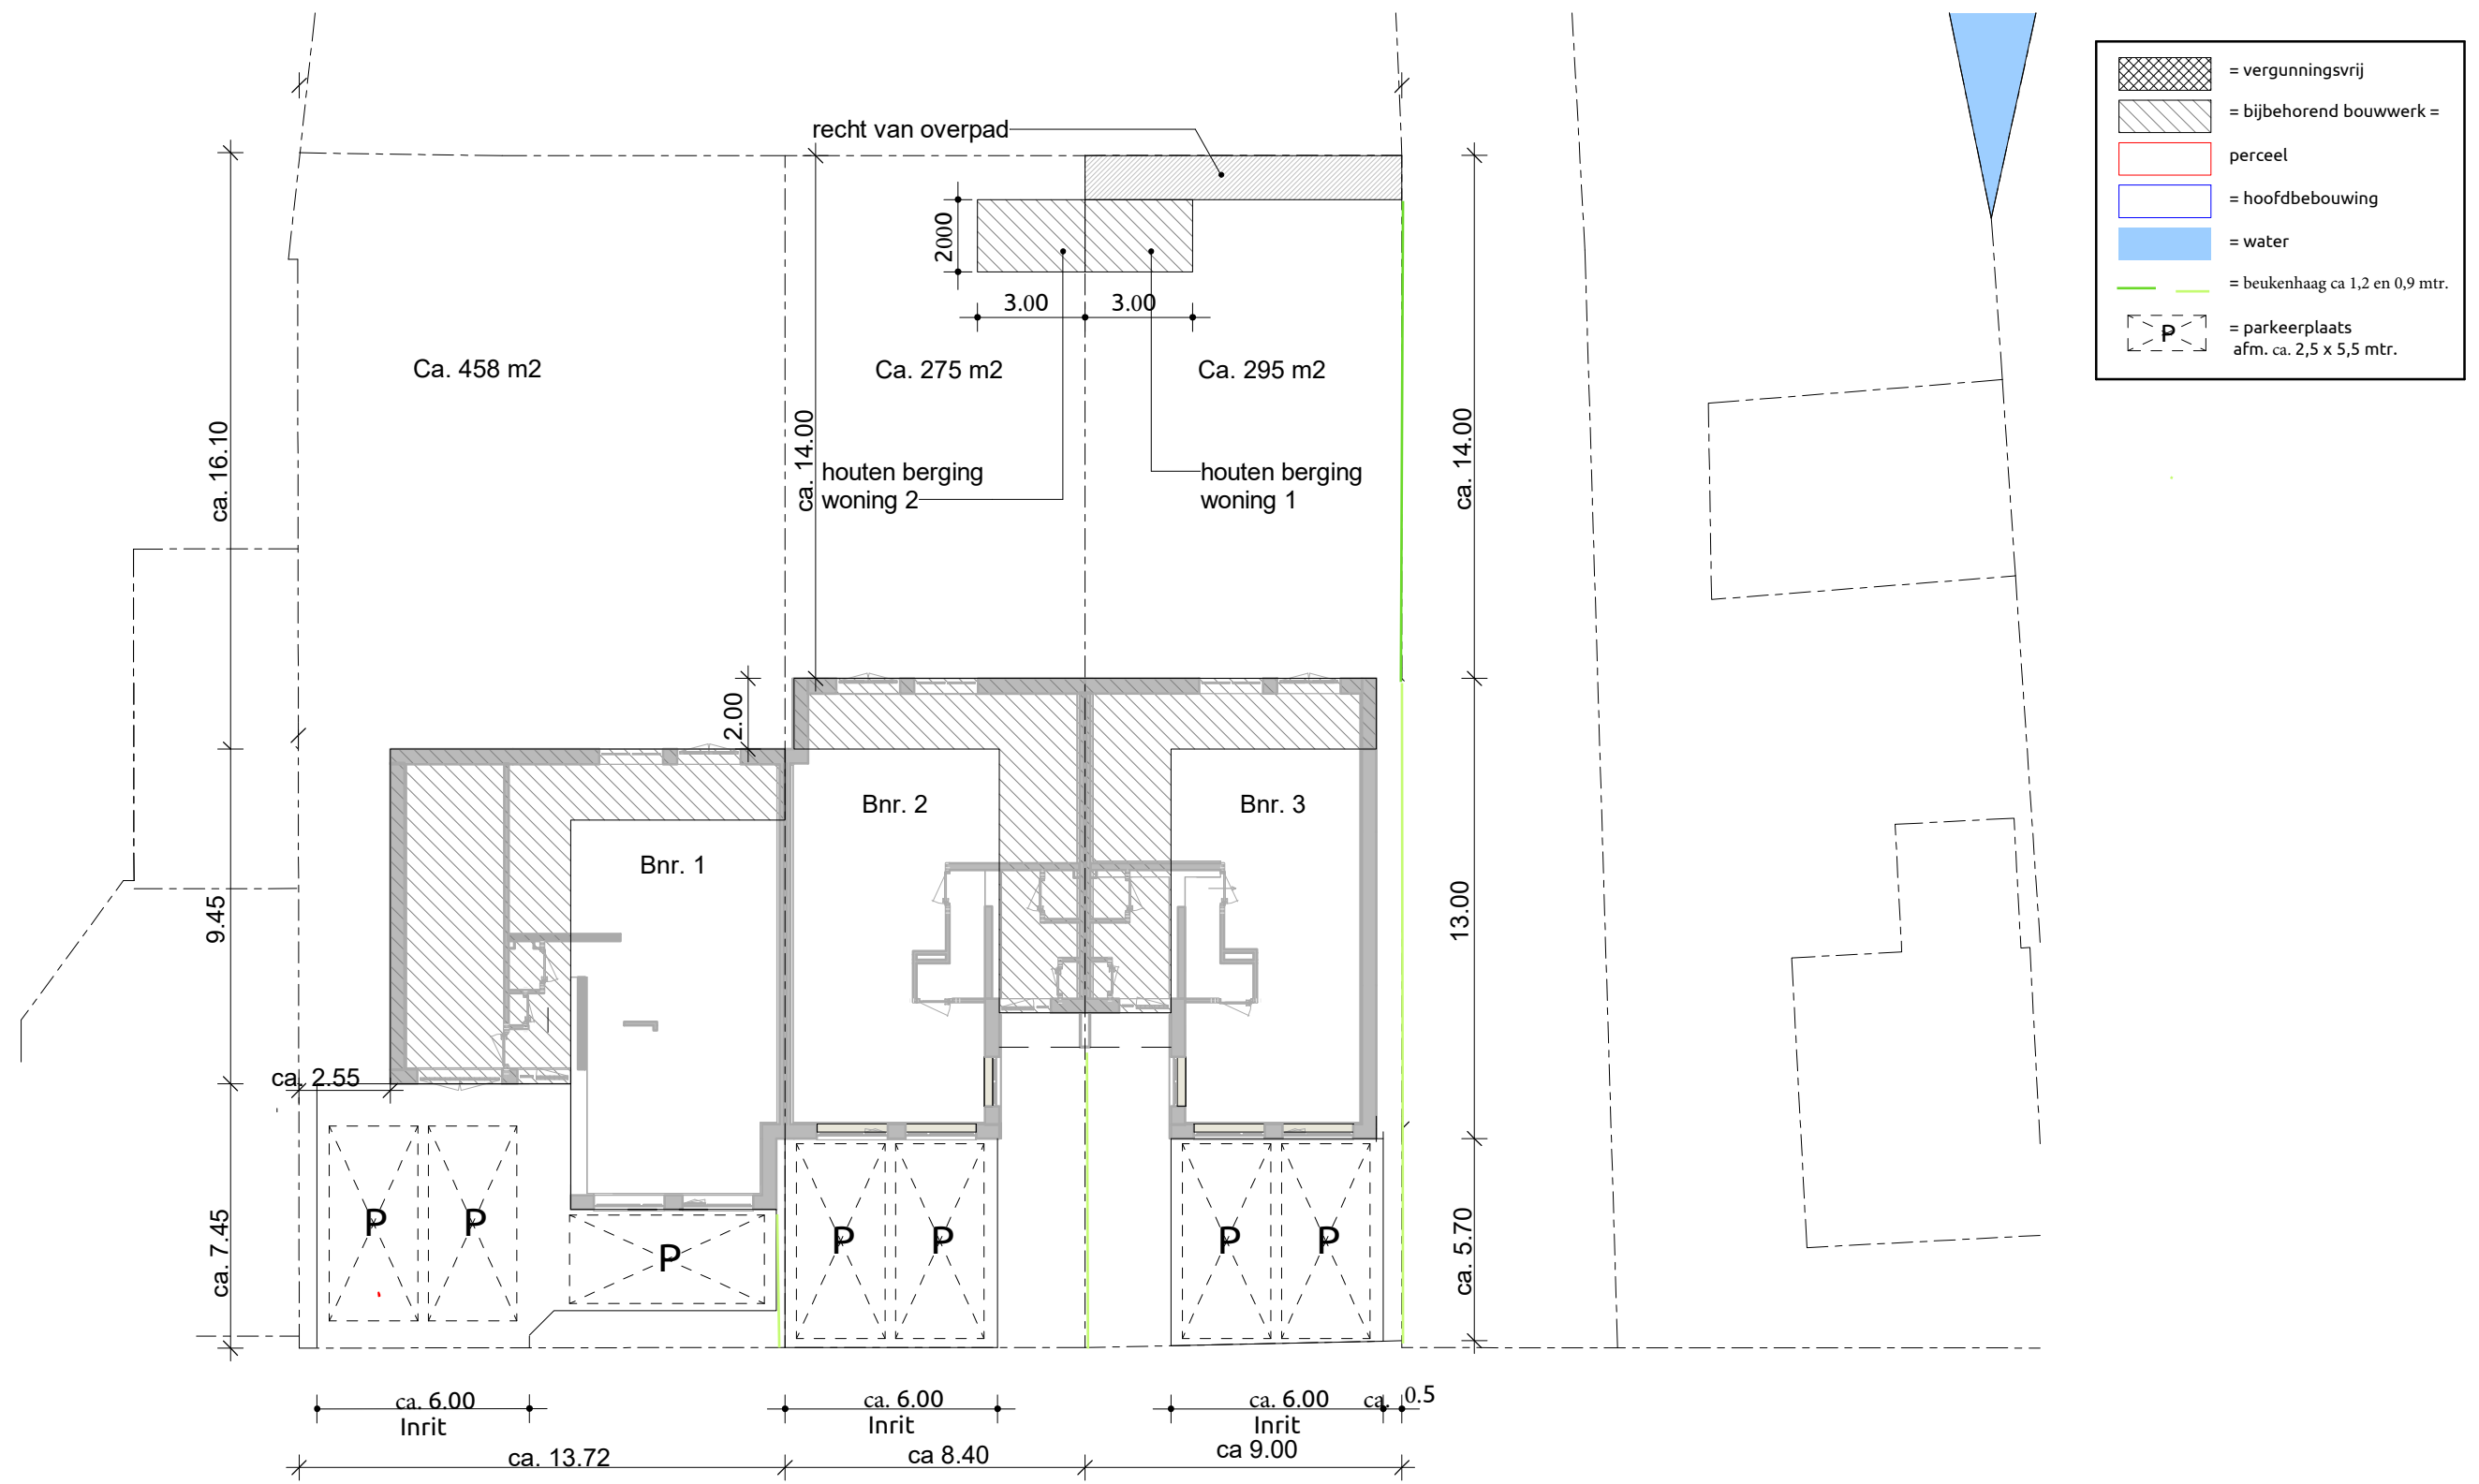 = vergunningsvrij
= bijbehorend bouwwerk =
perceel
= hoofdbebouwing
= water
= beukenhaag ca 1,2 en 0,9 mtr.
P
= parkeerplaats
afm. ca. 2,5 x 5,5 mtr.
recht van overpad
2000
3.00
3.00
Ca. 458 m2
Ca. 275 m2
Ca. 295 m2
ca. 16.10
ca. 14.00
ca. 14.00
houten berging
woning 2
houten berging
woning 1
2.00
Bnr. 1
Bnr. 2
Bnr. 3
9.45
13.00
ca. 2.55
ca. 7.45
ca. 5.70
P
P
P
P
P
P
P
ca. 6.00
Inrit
ca. 6.00
Inrit
ca. 6.00
Inrit
ca. 0.5
ca. 13.72
ca 8.40
ca 9.00